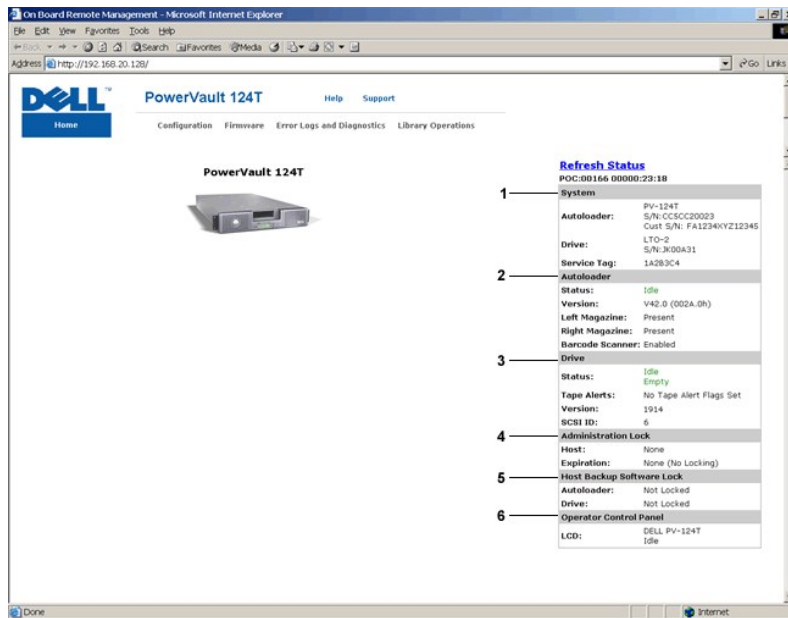 On Board Remote Management - Microsoft Internet Explorer
File Edit View Favorites Tools Help
Back Search Favorites Media
Address http://192.168.20.128/ Go Links
DELL™
PowerVault 124T Help Support
Home Configuration Firmware Error Logs and Diagnostics Library Operations
PowerVault 124T
Refresh Status
POC:00166 00000:23:18
1 System
Autoloader: PV-124T
S/N:CC5CC20023
Cust S/N: FA1234XYZ12345
Drive: LTO-2
S/N:JK00A31
Service Tag: 1A2B3C4
2 Autoloader
Status: Idle
Version: V42.0 (002A.0h)
Left Magazine: Present
Right Magazine: Present
Barcode Scanner: Enabled
3 Drive
Status: Idle
Empty
Tape Alerts: No Tape Alert Flags Set
Version: 1914
SCSI ID: 6
4 Administration Lock
Host: None
Expiration: None (No Locking)
5 Host Backup Software Lock
Autoloader: Not Locked
Drive: Not Locked
6 Operator Control Panel
LCD: DELL PV-124T
Idle
Done Internet